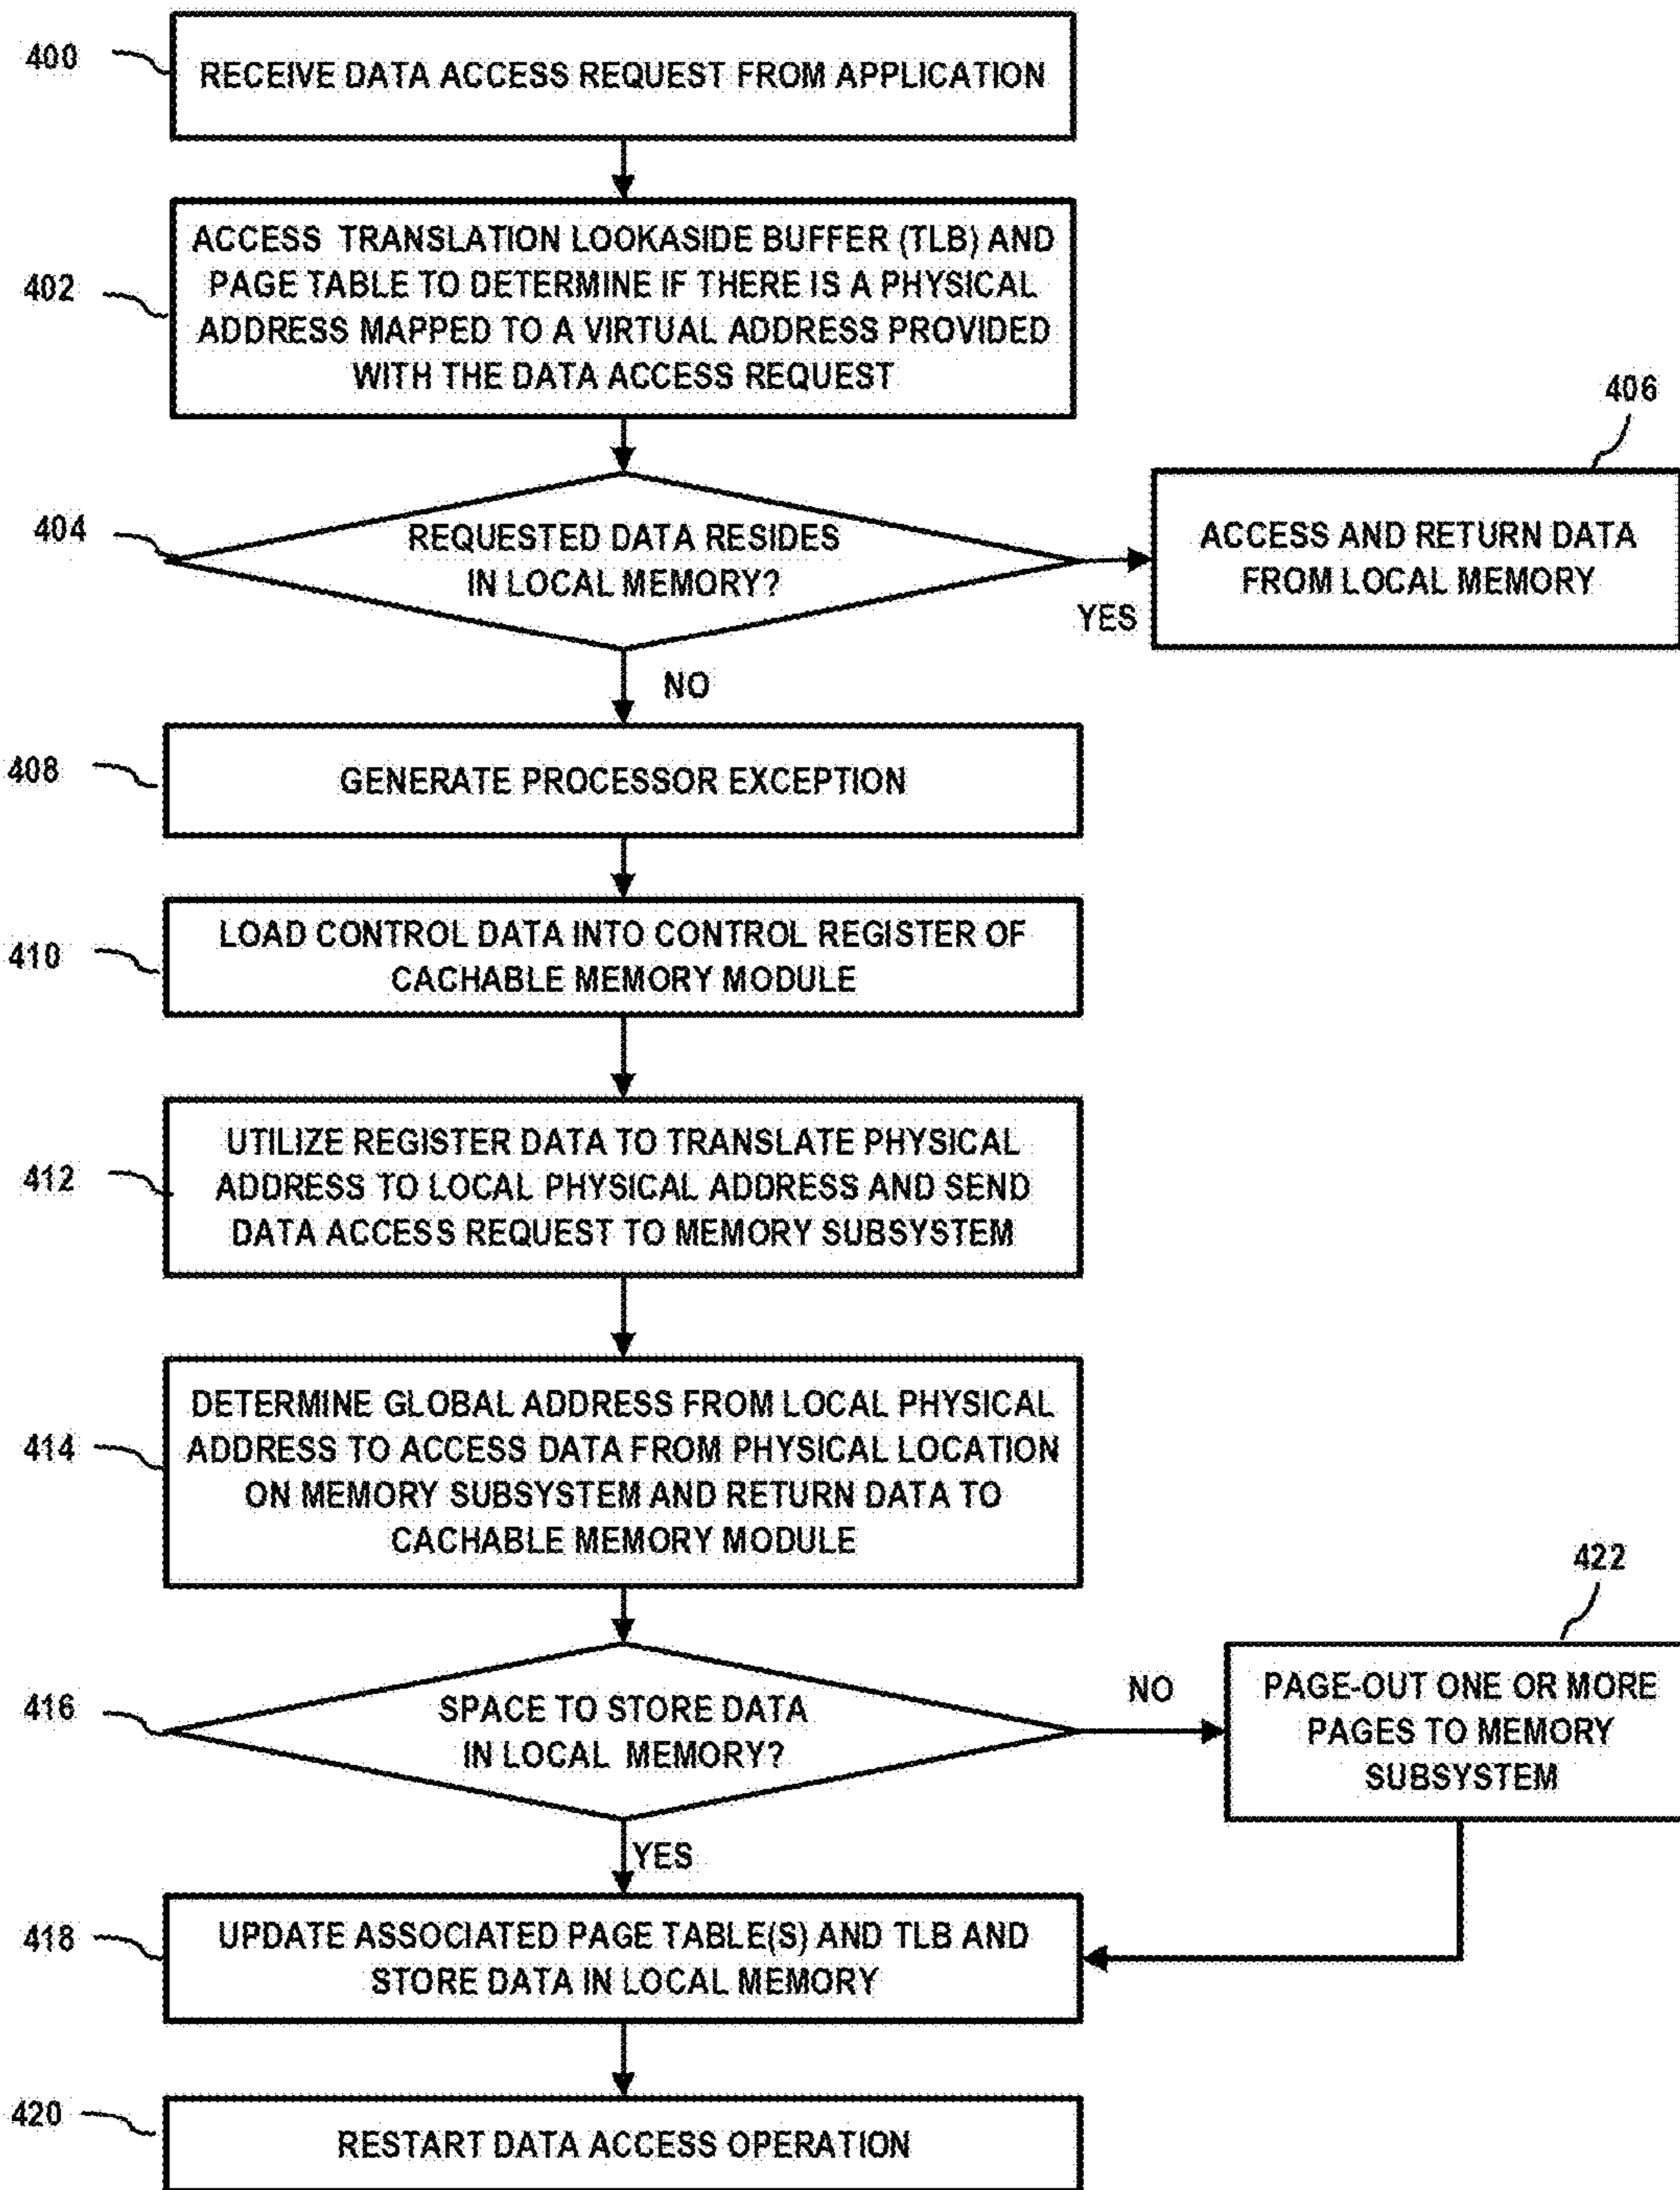 400
RECEIVE DATA ACCESS REQUEST FROM APPLICATION
402
ACCESS TRANSLATION LOOKASIDE BUFFER (TLB) AND
PAGE TABLE TO DETERMINE IF THERE IS A PHYSICAL
ADDRESS MAPPED TO A VIRTUAL ADDRESS PROVIDED
WITH THE DATA ACCESS REQUEST
404
REQUESTED DATA RESIDES
IN LOCAL MEMORY?
YES
406
ACCESS AND RETURN DATA
FROM LOCAL MEMORY
NO
408
GENERATE PROCESSOR EXCEPTION
410
LOAD CONTROL DATA INTO CONTROL REGISTER OF
CACHABLE MEMORY MODULE
412
UTILIZE REGISTER DATA TO TRANSLATE PHYSICAL
ADDRESS TO LOCAL PHYSICAL ADDRESS AND SEND
DATA ACCESS REQUEST TO MEMORY SUBSYSTEM
414
DETERMINE GLOBAL ADDRESS FROM LOCAL PHYSICAL
ADDRESS TO ACCESS DATA FROM PHYSICAL LOCATION
ON MEMORY SUBSYSTEM AND RETURN DATA TO
CACHABLE MEMORY MODULE
416
SPACE TO STORE DATA
IN LOCAL MEMORY?
NO
422
PAGE-OUT ONE OR MORE
PAGES TO MEMORY
SUBSYSTEM
YES
418
UPDATE ASSOCIATED PAGE TABLE(S) AND TLB AND
STORE DATA IN LOCAL MEMORY
420
RESTART DATA ACCESS OPERATION